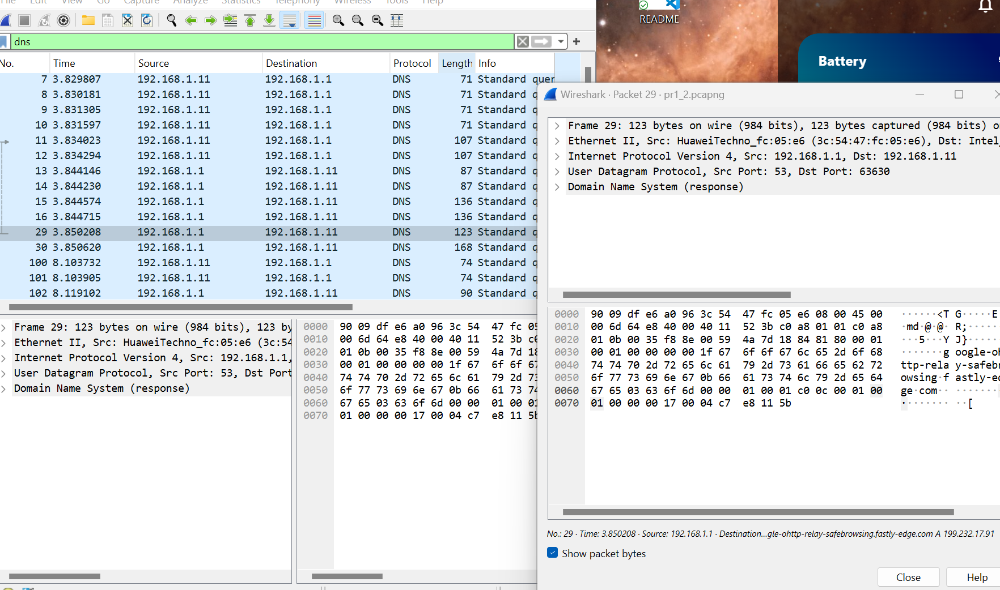 File Edit View Go Capture Analyze Statistics Telephony Wireless Tools Help
README
Battery
dns
No. Time Source Destination Protocol Length Info
7 3.829807 192.168.1.11 192.168.1.1 DNS 71 Standard quer
8 3.830181 192.168.1.11 192.168.1.1 DNS 71 Standard q
9 3.831305 192.168.1.11 192.168.1.1 DNS 71 Standard q
10 3.831597 192.168.1.11 192.168.1.1 DNS 71 Standard q
11 3.834023 192.168.1.11 192.168.1.1 DNS 107 Standard q
12 3.834294 192.168.1.11 192.168.1.1 DNS 107 Standard q
13 3.844146 192.168.1.1 192.168.1.11 DNS 87 Standard q
14 3.844230 192.168.1.1 192.168.1.11 DNS 87 Standard q
15 3.844574 192.168.1.1 192.168.1.11 DNS 136 Standard q
16 3.844715 192.168.1.1 192.168.1.11 DNS 136 Standard q
29 3.850208 192.168.1.1 192.168.1.11 DNS 123 Standard q
30 3.850620 192.168.1.1 192.168.1.11 DNS 168 Standard q
100 8.103732 192.168.1.11 192.168.1.1 DNS 74 Standard q
101 8.103905 192.168.1.11 192.168.1.1 DNS 74 Standard q
102 8.119102 192.168.1.1 192.168.1.11 DNS 90 Standard q
Frame 29: 123 bytes on wire (984 bits), 123 by
Ethernet II, Src: HuaweiTechno_fc:05:e6 (3c:54
Internet Protocol Version 4, Src: 192.168.1.1,
User Datagram Protocol, Src Port: 53, Dst Port
Domain Name System (response)
0000 90 09 df e6 a0 96 3c 54 47 fc 05
0010 00 6d 64 e8 40 00 40 11 52 3b c0
0020 01 0b 00 35 f8 8e 00 59 4a 7d 18
0030 00 01 00 00 00 00 1f 67 6f 6f 67
0040 74 74 70 2d 72 65 6c 61 79 2d 73
0050 6f 77 73 69 6e 67 0b 66 61 73 74
0060 67 65 03 63 6f 6d 00 00 01 00 01
0070 01 00 00 00 17 00 04 c7 e8 11 5b
Wireshark · Packet 29 · pr1_2.pcapng
Frame 29: 123 bytes on wire (984 bits), 123 bytes captured (984 bits) o
Ethernet II, Src: HuaweiTechno_fc:05:e6 (3c:54:47:fc:05:e6), Dst: Intel_
Internet Protocol Version 4, Src: 192.168.1.1, Dst: 192.168.1.11
User Datagram Protocol, Src Port: 53, Dst Port: 63630
Domain Name System (response)
0000 90 09 df e6 a0 96 3c 54 47 fc 05 e6 08 00 45 00 ······<T G·····E
0010 00 6d 64 e8 40 00 40 11 52 3b c0 a8 01 01 c0 a8 ·md·@·@· R;·····
0020 01 0b 00 35 f8 8e 00 59 4a 7d 18 84 81 80 00 01 ···5···Y J}·····
0030 00 01 00 00 00 00 1f 67 6f 6f 67 6c 65 2d 6f 68 ·······g oogle-oh
0040 74 74 70 2d 72 65 6c 61 79 2d 73 61 66 65 62 72 ttp-rela y-safebr
0050 6f 77 73 69 6e 67 0b 66 61 73 74 6c 79 2d 65 64 owsing·f astly-ed
0060 67 65 03 63 6f 6d 00 00 01 00 01 c0 0c 00 01 00 ge·com·· ········
0070 01 00 00 00 17 00 04 c7 e8 11 5b ········ ··[
No.: 29 · Time: 3.850208 · Source: 192.168.1.1 · Destination...gle-ohttp-relay-safebrowsing.fastly-edge.com A 199.232.17.91
Show packet bytes
Close Help